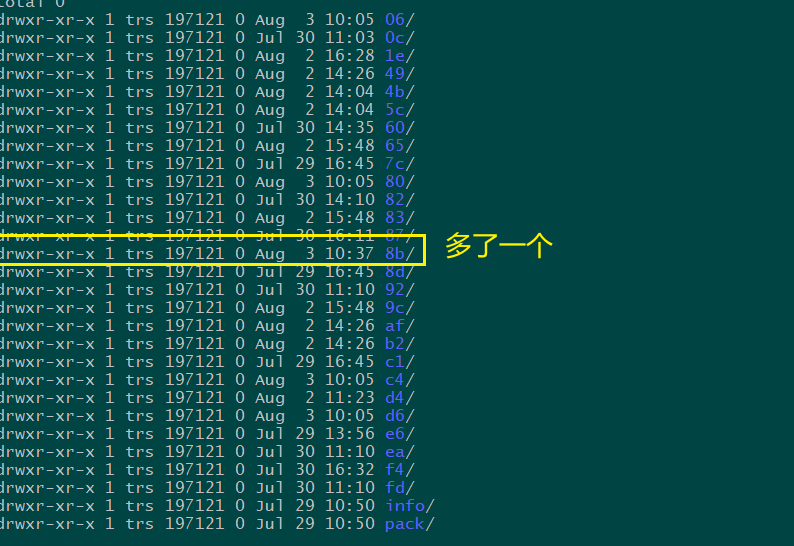 total 0
drwxr-xr-x 1 trs 197121 0 Aug  3 10:05 06/
drwxr-xr-x 1 trs 197121 0 Jul 30 11:03 0c/
drwxr-xr-x 1 trs 197121 0 Aug  2 16:28 1e/
drwxr-xr-x 1 trs 197121 0 Aug  2 14:26 49/
drwxr-xr-x 1 trs 197121 0 Aug  2 14:04 4b/
drwxr-xr-x 1 trs 197121 0 Aug  2 14:04 5c/
drwxr-xr-x 1 trs 197121 0 Jul 30 14:35 60/
drwxr-xr-x 1 trs 197121 0 Aug  2 15:48 65/
drwxr-xr-x 1 trs 197121 0 Jul 29 16:45 7c/
drwxr-xr-x 1 trs 197121 0 Aug  3 10:05 80/
drwxr-xr-x 1 trs 197121 0 Jul 30 14:10 82/
drwxr-xr-x 1 trs 197121 0 Aug  2 15:48 83/
drwxr-xr-x 1 trs 197121 0 Jul 30 16:11 87/
drwxr-xr-x 1 trs 197121 0 Aug  3 10:37 8b/ 多了一个
drwxr-xr-x 1 trs 197121 0 Jul 29 16:45 8d/
drwxr-xr-x 1 trs 197121 0 Jul 30 11:10 92/
drwxr-xr-x 1 trs 197121 0 Aug  2 15:48 9c/
drwxr-xr-x 1 trs 197121 0 Aug  2 14:26 af/
drwxr-xr-x 1 trs 197121 0 Aug  2 14:26 b2/
drwxr-xr-x 1 trs 197121 0 Jul 29 16:45 c1/
drwxr-xr-x 1 trs 197121 0 Aug  3 10:05 c4/
drwxr-xr-x 1 trs 197121 0 Aug  2 11:23 d4/
drwxr-xr-x 1 trs 197121 0 Aug  3 10:05 d6/
drwxr-xr-x 1 trs 197121 0 Jul 29 13:56 e6/
drwxr-xr-x 1 trs 197121 0 Jul 30 11:10 ea/
drwxr-xr-x 1 trs 197121 0 Jul 30 16:32 f4/
drwxr-xr-x 1 trs 197121 0 Jul 30 11:10 fd/
drwxr-xr-x 1 trs 197121 0 Jul 29 10:50 info/
drwxr-xr-x 1 trs 197121 0 Jul 29 10:50 pack/